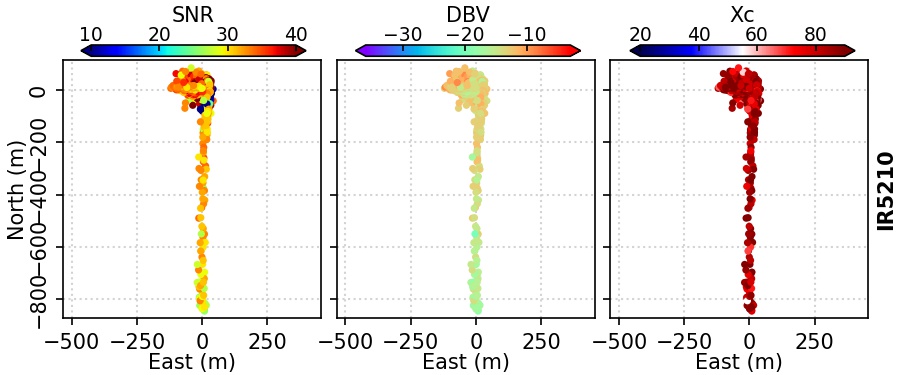 SNR DBV Xc
10 20 30 40 −30 −20 −10 20 40 60 80
North (m)
0
−200
−400
−600
−800
IR5210
−500 −250 0 250 −500 −250 0 250 −500 −250 0 250
East (m) East (m) East (m)